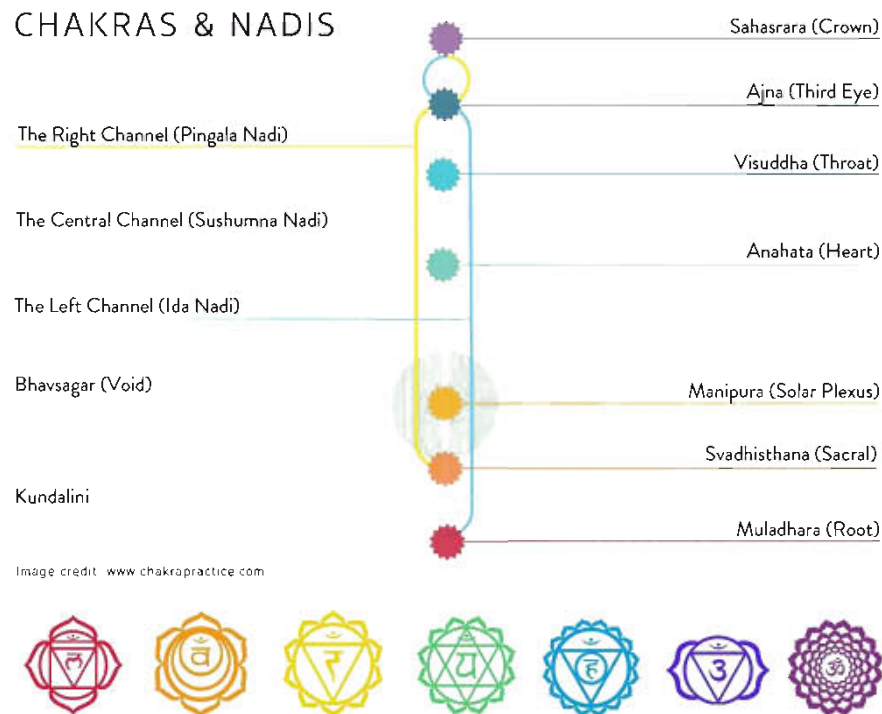 CHAKRAS & NADIS
Sahasrara (Crown)
Ajna (Third Eye)
The Right Channel (Pingala Nadi)
Visuddha (Throat)
The Central Channel (Sushumna Nadi)
Anahata (Heart)
The Left Channel (Ida Nadi)
Bhavsagar (Void)
Manipura (Solar Plexus)
Svadhisthana (Sacral)
Kundalini
Muladhara (Root)
Image credit www.chakrapractice.com
लं वं रं यं हं ॐ ॐ